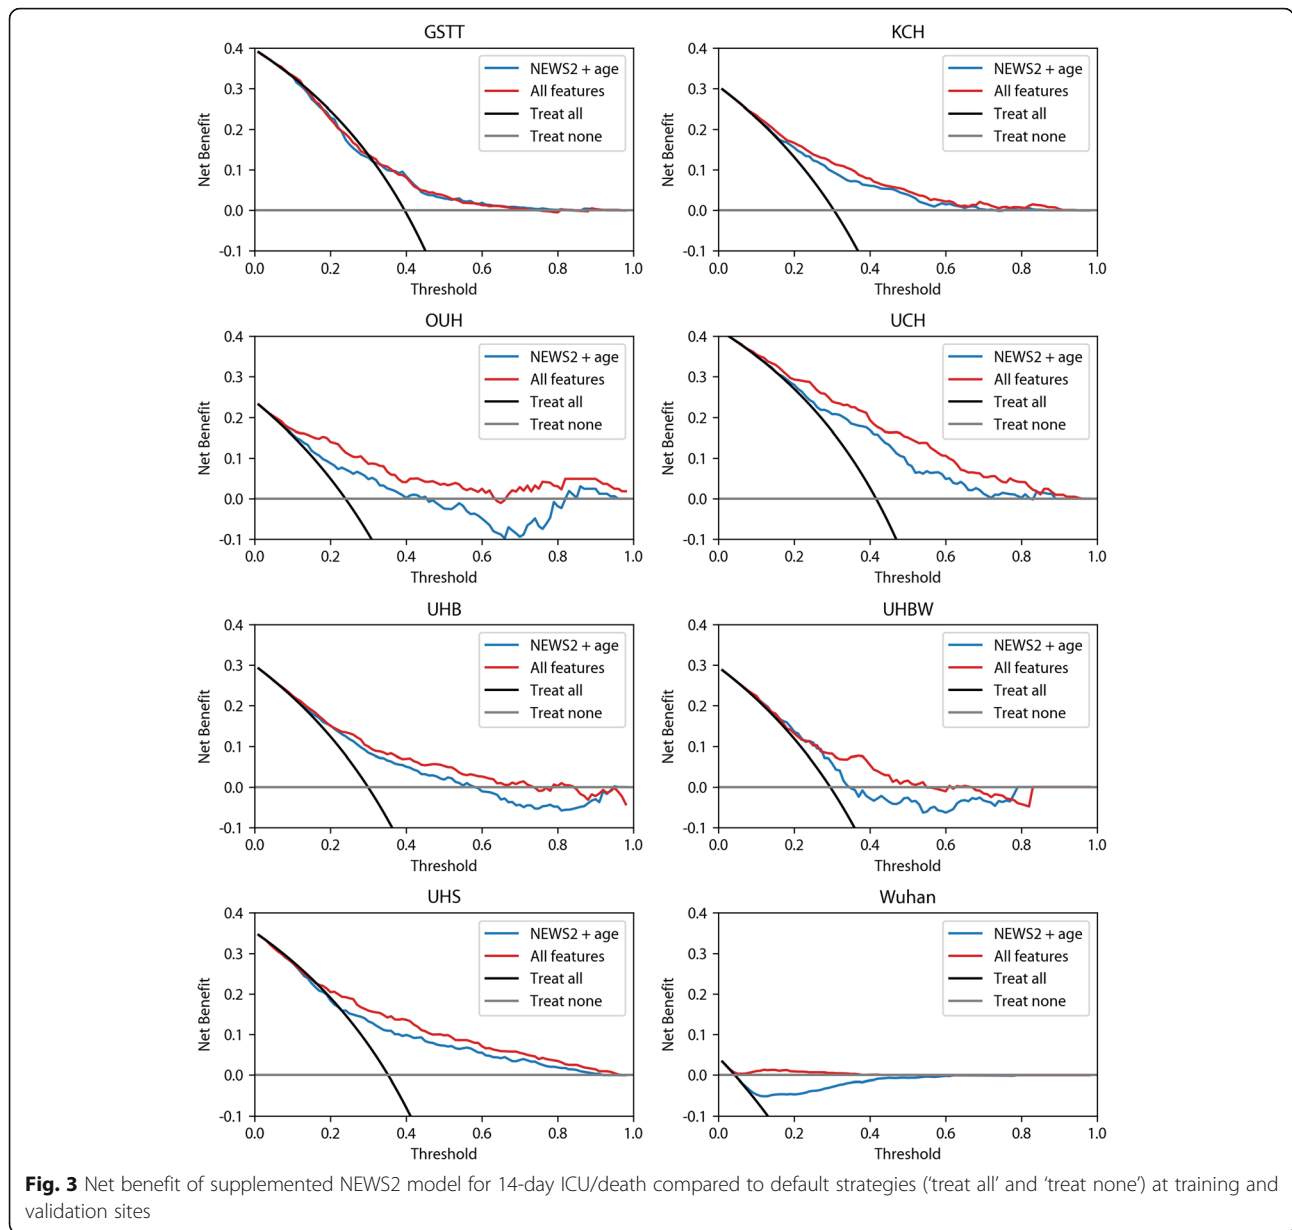 GSTT
0.4
0.3
0.2
0.1
0.0
-0.1
Net Benefit
NEWS2 + age
All features
Treat all
Treat none
0.0 0.2 0.4 0.6 0.8 1.0
Threshold
KCH
0.4
0.3
0.2
0.1
0.0
-0.1
Net Benefit
NEWS2 + age
All features
Treat all
Treat none
0.0 0.2 0.4 0.6 0.8 1.0
Threshold
OUH
0.4
0.3
0.2
0.1
0.0
-0.1
Net Benefit
NEWS2 + age
All features
Treat all
Treat none
0.0 0.2 0.4 0.6 0.8 1.0
Threshold
UCH
0.4
0.3
0.2
0.1
0.0
-0.1
Net Benefit
NEWS2 + age
All features
Treat all
Treat none
0.0 0.2 0.4 0.6 0.8 1.0
Threshold
UHB
0.4
0.3
0.2
0.1
0.0
-0.1
Net Benefit
NEWS2 + age
All features
Treat all
Treat none
0.0 0.2 0.4 0.6 0.8 1.0
Threshold
UHBW
0.4
0.3
0.2
0.1
0.0
-0.1
Net Benefit
NEWS2 + age
All features
Treat all
Treat none
0.0 0.2 0.4 0.6 0.8 1.0
Threshold
UHS
0.4
0.3
0.2
0.1
0.0
-0.1
Net Benefit
NEWS2 + age
All features
Treat all
Treat none
0.0 0.2 0.4 0.6 0.8 1.0
Threshold
Wuhan
0.4
0.3
0.2
0.1
0.0
-0.1
Net Benefit
NEWS2 + age
All features
Treat all
Treat none
0.0 0.2 0.4 0.6 0.8 1.0
Threshold
Fig. 3 Net benefit of supplemented NEWS2 model for 14-day ICU/death compared to default strategies (‘treat all’ and ‘treat none’) at training and
validation sites